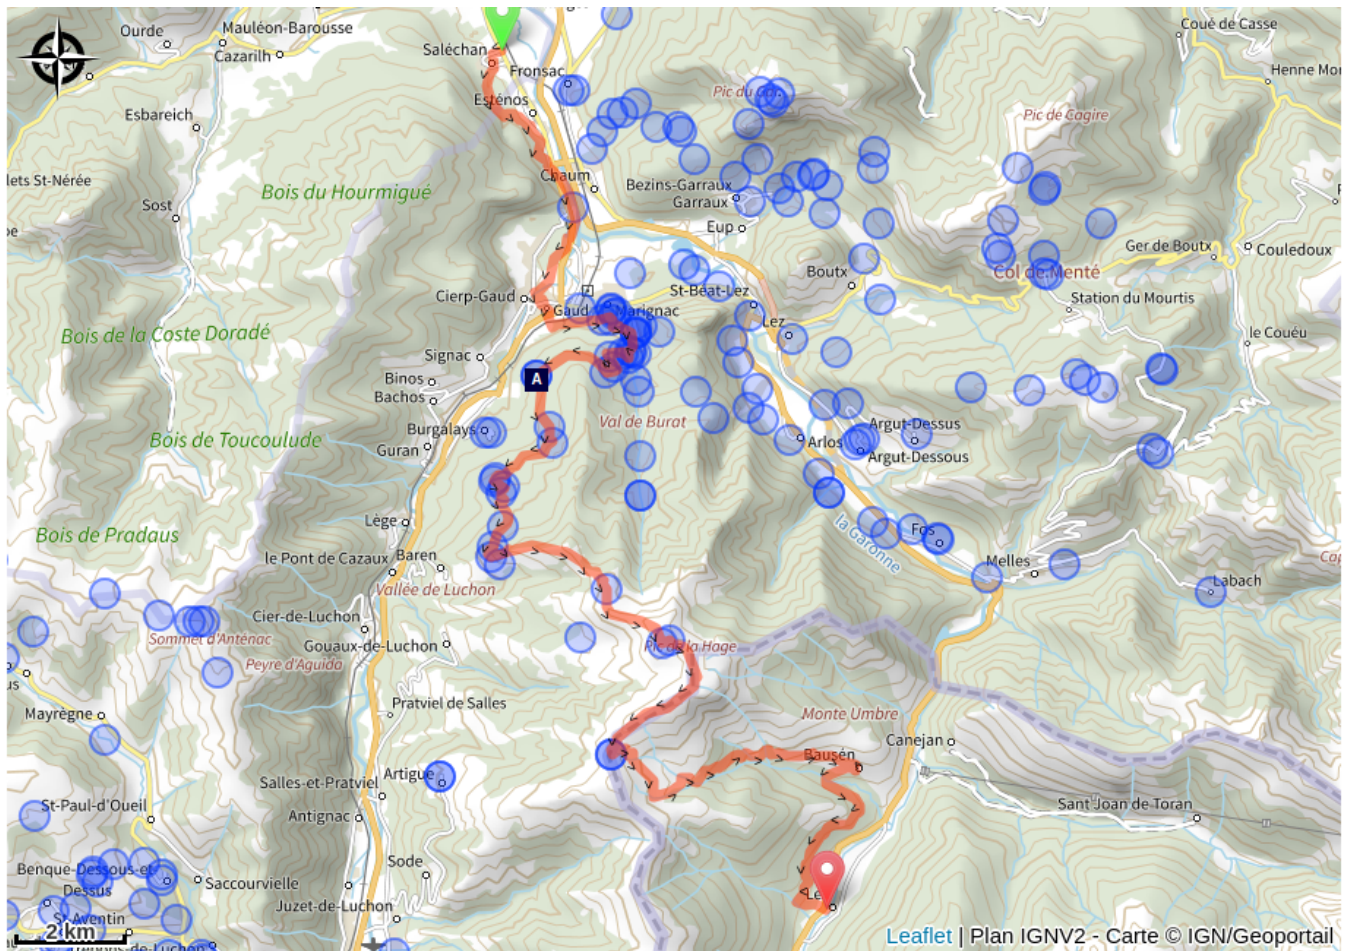 Ourde
Mauléon-Barousse
Cazarilh
Saléchan
Fronsac
Coué de Casse
Henne Mor
Esténos
Pic du Gar
Pic de Cagire
Esbareich
lets St-Nérée
Bois du Hourmigué
Chaum
Bezins-Garraux
Garraux
Sost
Eup
Ger de Boutx
Couledoux
Boutx
Col de Menté
Cierp-Gaud
Gaud
Marignac
St-Béat-Lez
Lez
Station du Mourtis
Bois de la Coste Doradé
le Couéu
Signac
Binos
Bachos
A
Bois de Toucoulude
Burgalays
Guran
Val de Burat
Arlos
Argut-Dessus
Argut-Dessous
Bois de Pradaus
Lège
la Garonne
Fos
le Pont de Cazaux
Baren
Melles
Labach
Vallée de Luchon
Cier-de-Luchon
Sommet d'Anténac
Gouaux-de-Luchon
Pic de la Hage
Peyre d'Aguida
Mayrègne
Pratviel de Salles
Monte Umbre
Canejan
Bausén
Salles-et-Pratviel
Artigue
St-Paul-d'Oueil
Antignac
Sant Joan de Toran
Benque-Dessous-et-
Dessus
Saccourvielle
Sode
Juzet-de-Luchon
St-Aventin
2 km
Leaflet | Plan IGNV2 - Carte © IGN/Geoportail